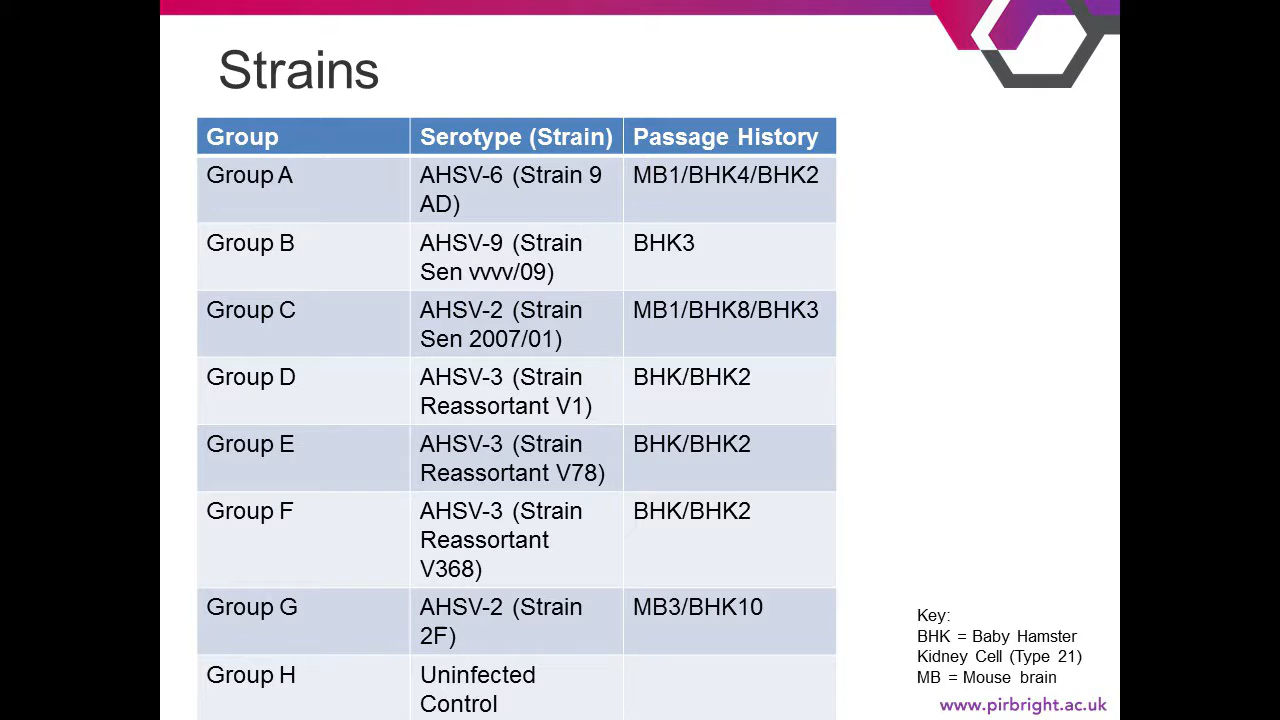 Strains
Group Serotype (Strain) Passage History
Group A AHSV-6 (Strain 9 MB1/BHK4/BHK2
AD)
Group B AHSV-9 (Strain BHK3
Sen vvvv/09)
Group C AHSV-2 (Strain MB1/BHK8/BHK3
Sen 2007/01)
Group D AHSV-3 (Strain BHK/BHK2
Reassortant V1)
Group E AHSV-3 (Strain BHK/BHK2
Reassortant V78)
Group F AHSV-3 (Strain BHK/BHK2
Reassortant
V368)
Group G AHSV-2 (Strain MB3/BHK10
2F)
Group H Uninfected
Control
Key:
BHK = Baby Hamster
Kidney Cell (Type 21)
MB = Mouse brain
www.pirbright.ac.uk